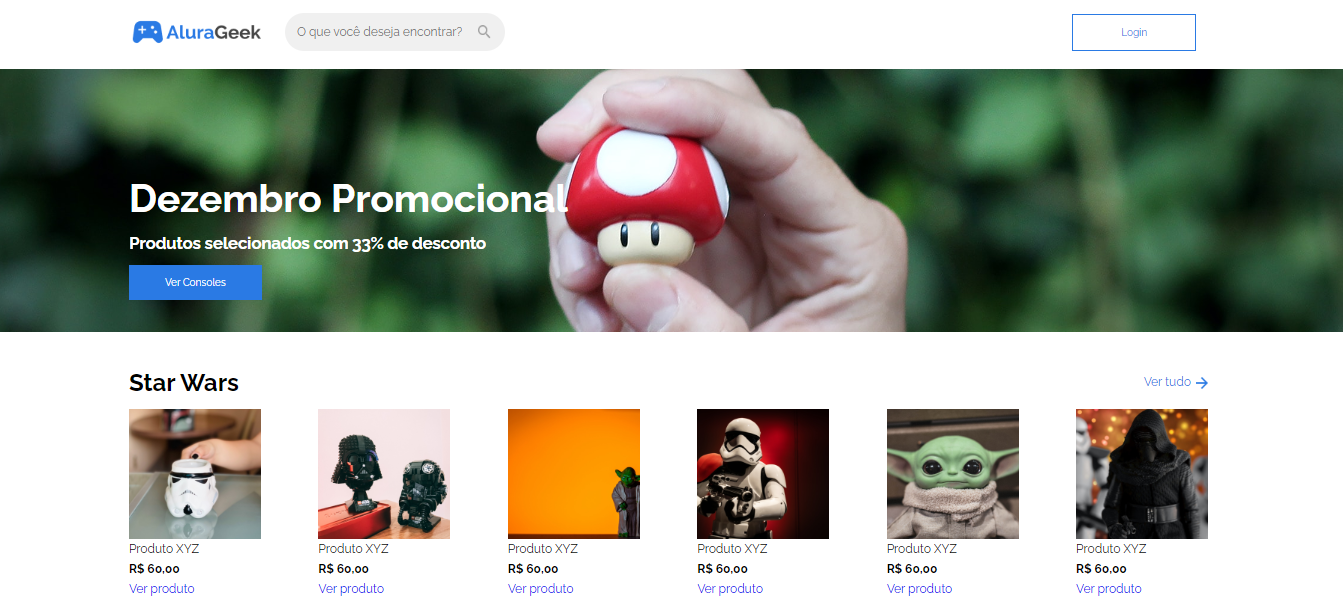 AluraGeek
O que você deseja encontrar?
Login
Dezembro Promocional
Produtos selecionados com 33% de desconto
Ver Consoles
Star Wars
Ver tudo
Produto XYZ
R$ 60,00
Ver produto
Produto XYZ
R$ 60,00
Ver produto
Produto XYZ
R$ 60,00
Ver produto
Produto XYZ
R$ 60,00
Ver produto
Produto XYZ
R$ 60,00
Ver produto
Produto XYZ
R$ 60,00
Ver produto